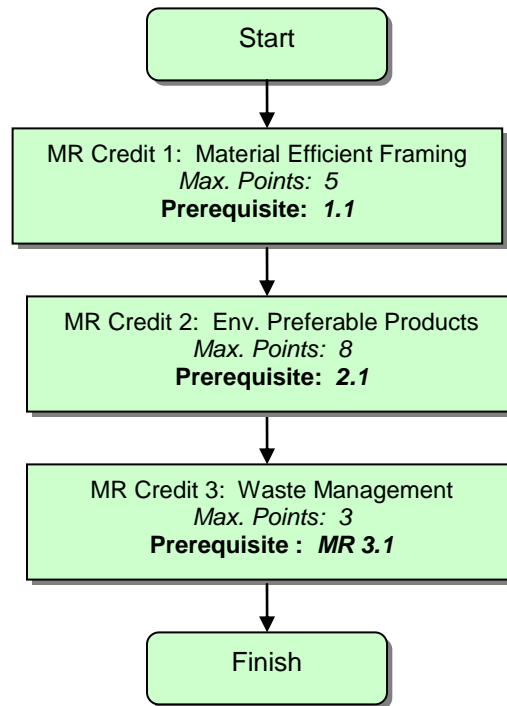 Start
MR Credit 1: Material Efficient Framing
Max. Points: 5
Prerequisite: 1.1
MR Credit 2: Env. Preferable Products
Max. Points: 8
Prerequisite: 2.1
MR Credit 3: Waste Management
Max. Points: 3
Prerequisite : MR 3.1
Finish